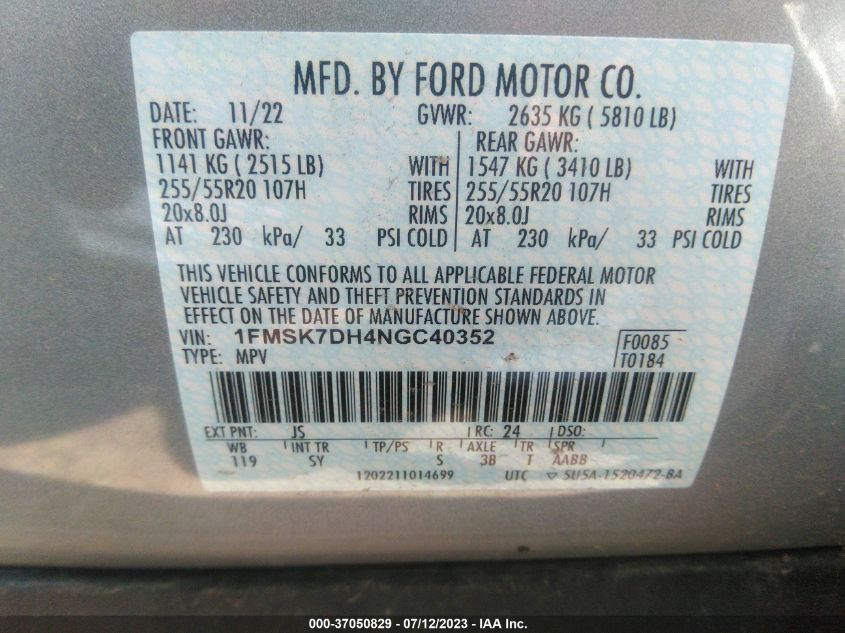 MFD. BY FORD MOTOR CO.
DATE: 11/22 GVWR: 2635 KG ( 5810 LB)
FRONT GAWR: REAR GAWR:
1141 KG ( 2515 LB) WITH 1547 KG ( 3410 LB) WITH
255/55R20 107H TIRES 255/55R20 107H TIRES
20x8.0J RIMS 20x8.0J RIMS
AT 230 kPa/ 33 PSI COLD AT 230 kPa/ 33 PSI COLD
THIS VEHICLE CONFORMS TO ALL APPLICABLE FEDERAL MOTOR
VEHICLE SAFETY AND THEFT PREVENTION STANDARDS IN
EFFECT ON THE DATE OF MANUFACTURE SHOWN ABOVE.
VIN: 1FMSK7DH4NGC40352 F0085
TYPE: MPV T0184
EXT PNT: JS RC: 24 DSO:
WB INT TR TP/PS R AXLE TR SPR
119 SY S 3B T AABB
1202211014699 UTC ▽ 5U5A-1520472-BA
000-37050829 - 07/12/2023 - IAA Inc.